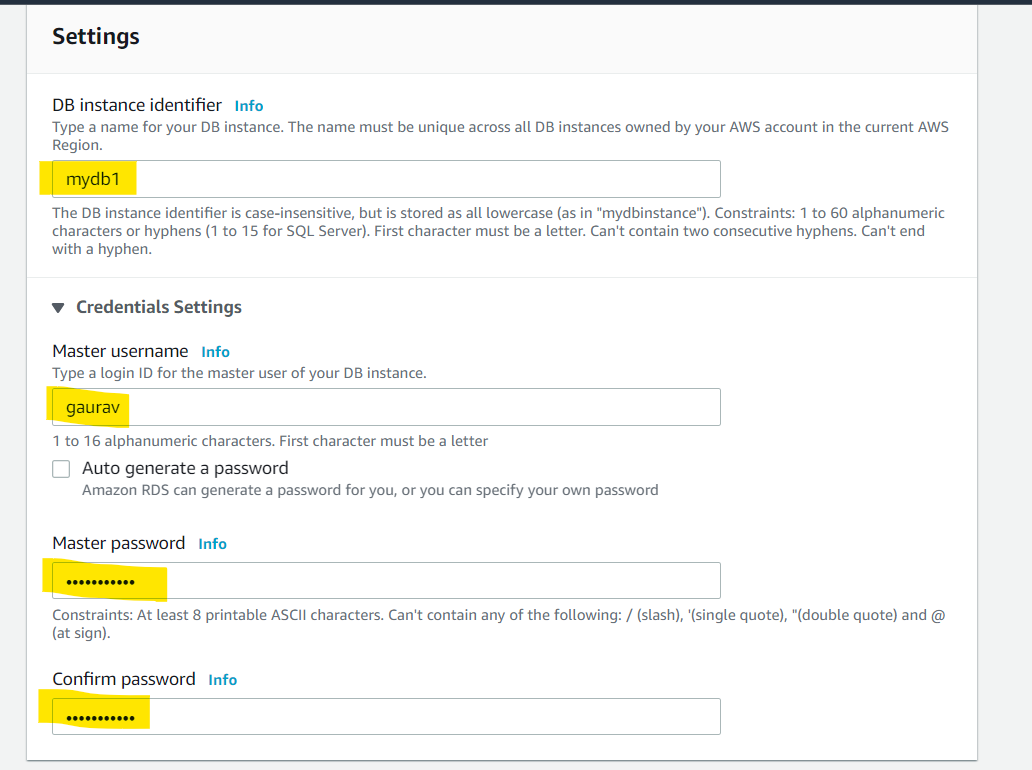 Settings
DB instance identifier Info
Type a name for your DB instance. The name must be unique across all DB instances owned by your AWS account in the current AWS
Region.
mydb1
The DB instance identifier is case-insensitive, but is stored as all lowercase (as in "mydbinstance"). Constraints: 1 to 60 alphanumeric
characters or hyphens (1 to 15 for SQL Server). First character must be a letter. Can't contain two consecutive hyphens. Can't end
with a hyphen.
Credentials Settings
Master username Info
Type a login ID for the master user of your DB instance.
gaurav
1 to 16 alphanumeric characters. First character must be a letter
Auto generate a password
Amazon RDS can generate a password for you, or you can specify your own password
Master password Info
•••••••••••
Constraints: At least 8 printable ASCII characters. Can't contain any of the following: / (slash), '(single quote), "(double quote) and @
(at sign).
Confirm password Info
•••••••••••